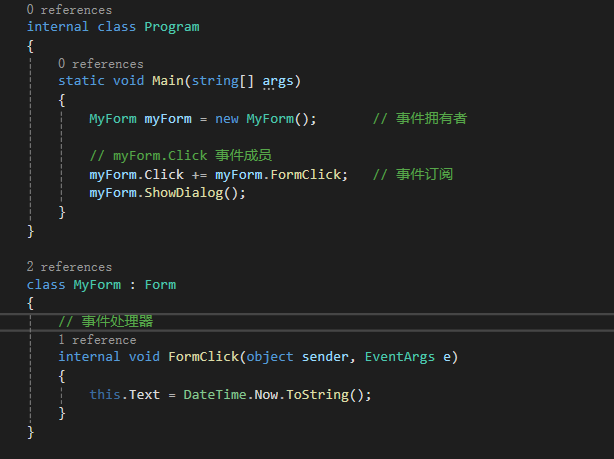 0 references
internal class Program
{
0 references
static void Main(string[] args)
{
MyForm myForm = new MyForm(); // 事件拥有者
// myForm.Click 事件成员
myForm.Click += myForm.FormClick; // 事件订阅
myForm.ShowDialog();
}
}
2 references
class MyForm : Form
{
// 事件处理器
1 reference
internal void FormClick(object sender, EventArgs e)
{
this.Text = DateTime.Now.ToString();
}
}